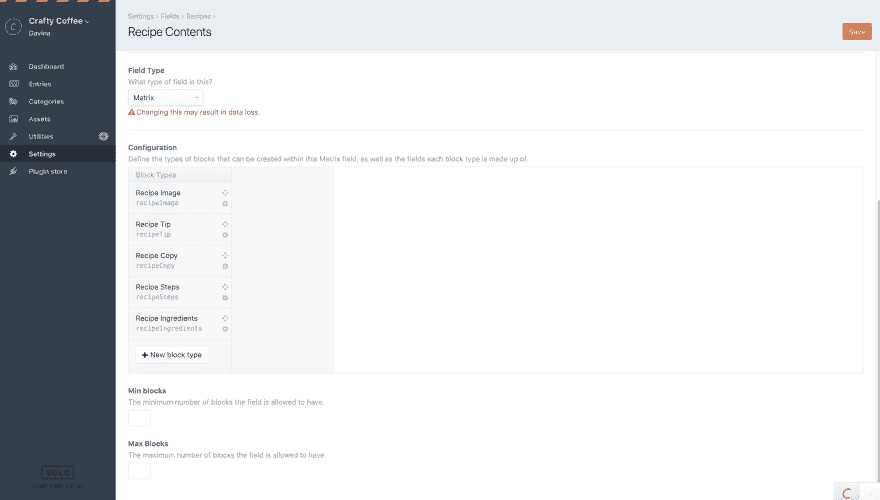 Crafty Coffee
Davina
Dashboard
Entries
Categories
Assets
Utilities
Settings
Plugin store
SOLO
Settings › Fields › Recipes ›
Recipe Contents
Save
Field Type
What type of field is this?
Matrix
Changing this may result in data loss.
Configuration
Define the types of blocks that can be created within this Matrix field, as well as the fields each block type is made up of.
Block Types
Recipe Image
recipeImage
Recipe Tip
recipeTip
Recipe Copy
recipeCopy
Recipe Steps
recipeSteps
Recipe Ingredients
recipeIngredients
+ New block type
Min blocks
The minimum number of blocks the field is allowed to have.
Max Blocks
The maximum number of blocks the field is allowed to have.